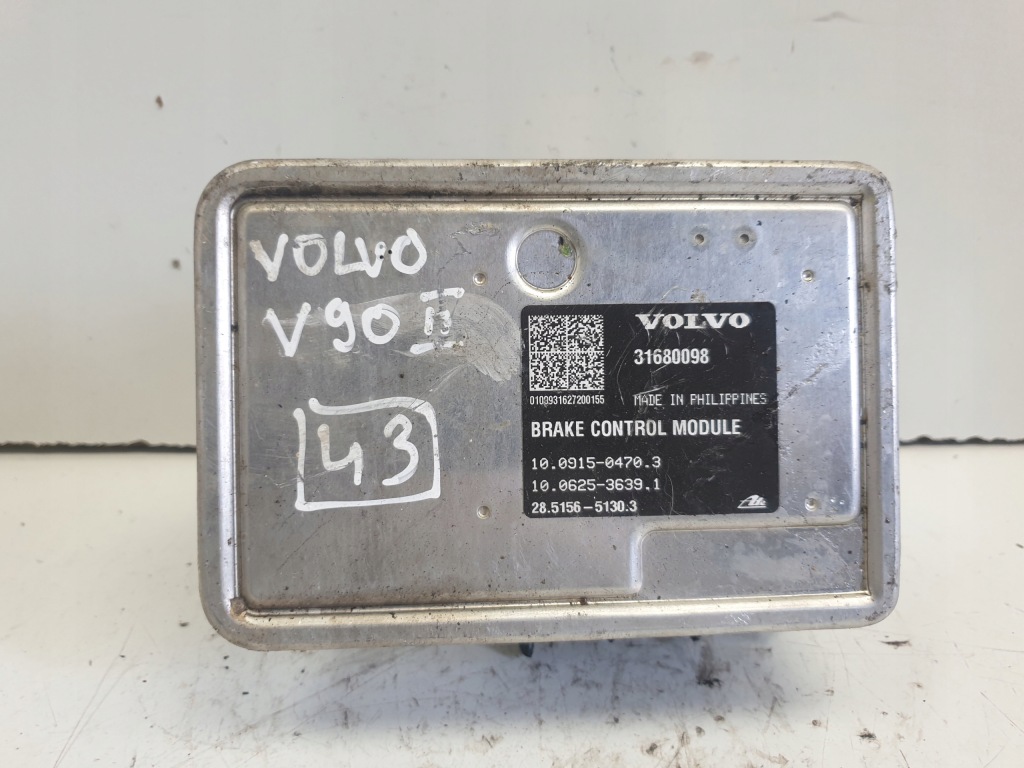 VOLVO
V90 II
43
VOLVO
31680098
0109931627200155
MADE IN PHILIPPINES
BRAKE CONTROL MODULE
10.0915-0470.3
10.0625-3639.1
28.5156-5130.3
Ate